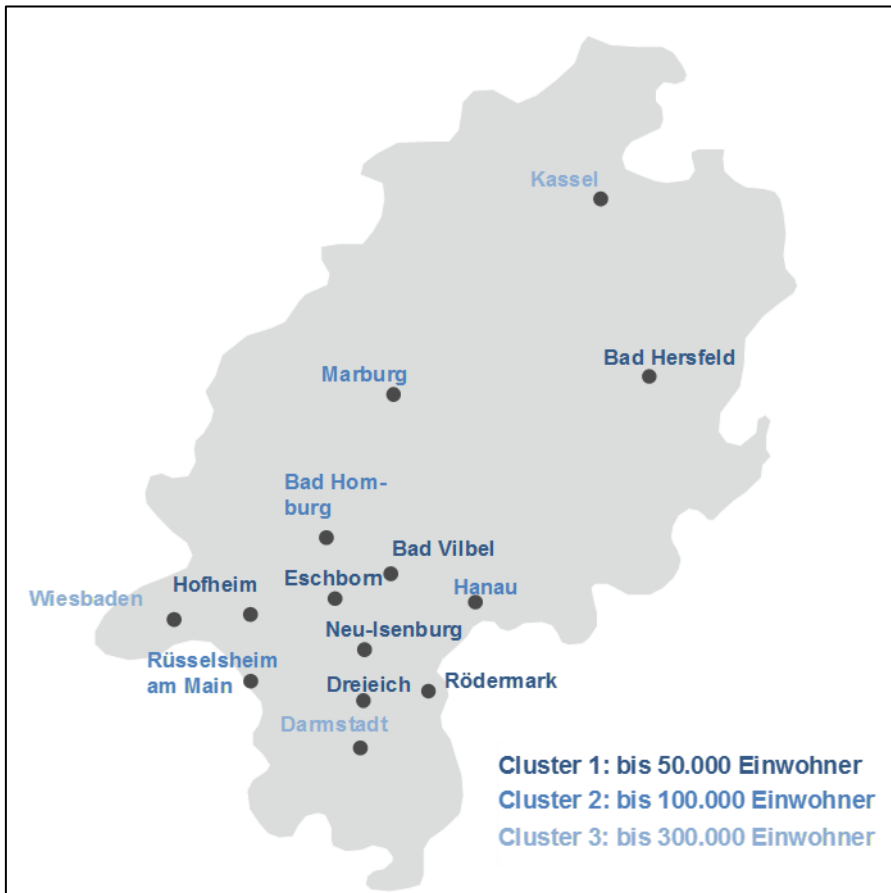 Kassel
Bad Hersfeld
Marburg
Bad Hom-
burg
Bad Vilbel
Eschborn
Hanau
Hofheim
Wiesbaden
Neu-Isenburg
Rüsselsheim
am Main
Dreieich
Rödermark
Darmstadt
Cluster 1: bis 50.000 Einwohner
Cluster 2: bis 100.000 Einwohner
Cluster 3: bis 300.000 Einwohner